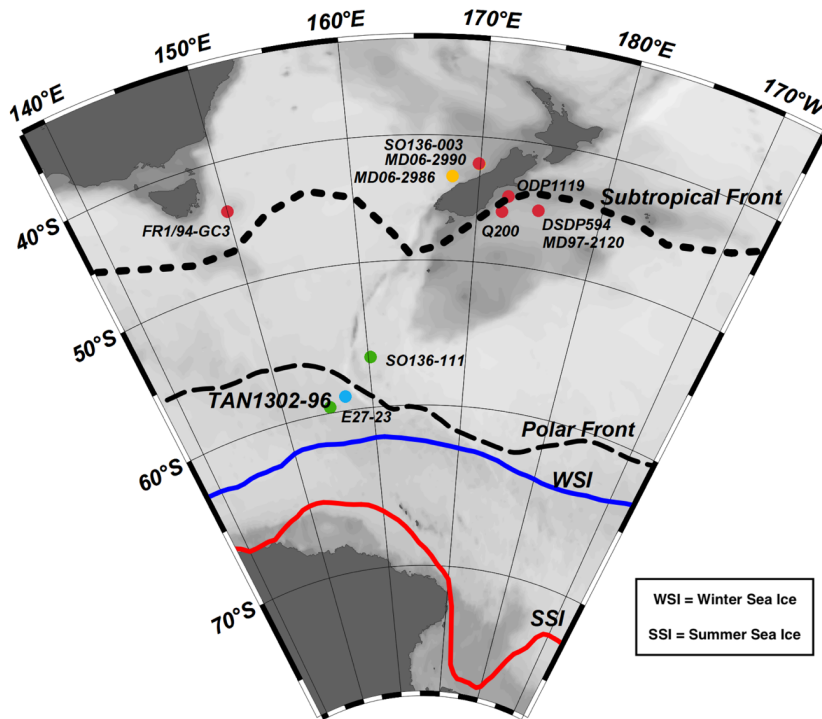 140°E
150°E
160°E
170°E
180°E
170°W
40°S
50°S
60°S
70°S
SO136-003
MD06-2990
MD06-2986
ODP1119
Subtropical Front
FR1/94-GC3
Q200
DSDP594
MD97-2120
SO136-111
TAN1302-96
E27-23
Polar Front
WSI
SSI
WSI = Winter Sea Ice
SSI = Summer Sea Ice